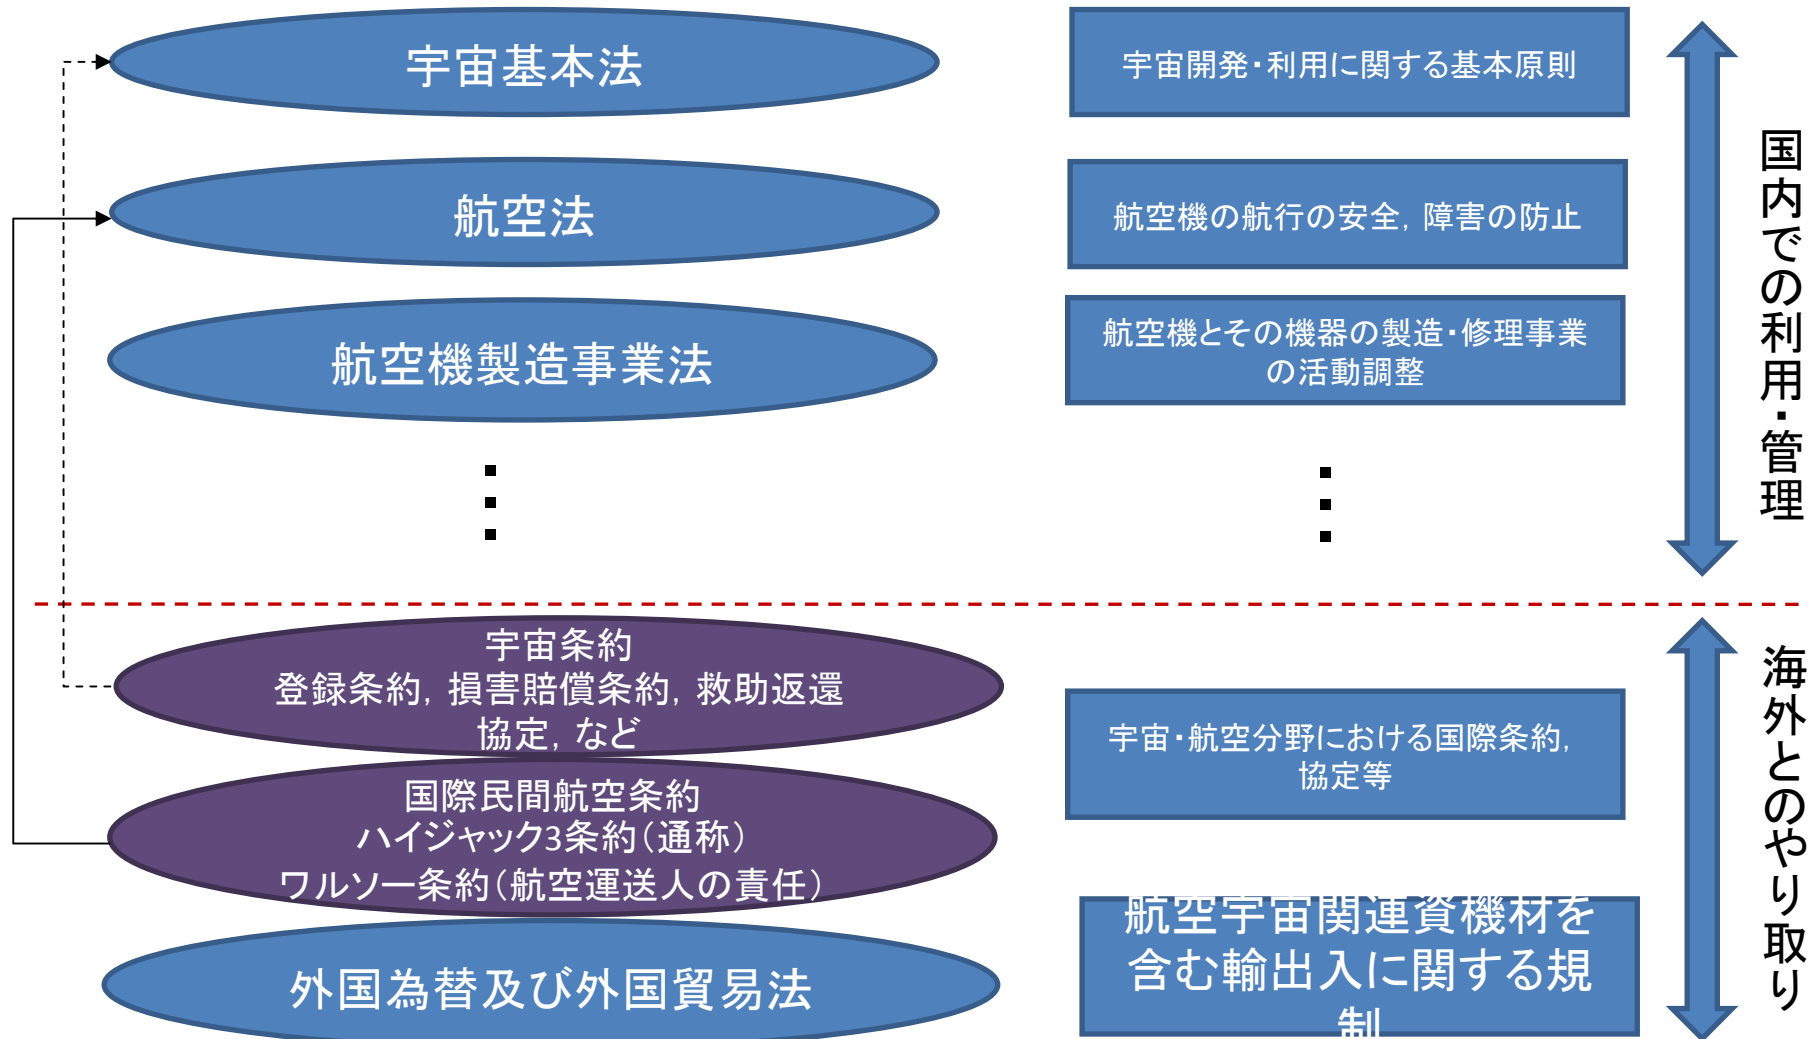 宇宙基本法
宇宙開発・利用に関する基本原則
航空法
航空機の航行の安全, 障害の防止
航空機製造事業法
航空機とその機器の製造・修理事業
の活動調整
国内での利用・管理
宇宙条約
登録条約, 損害賠償条約, 救助返還
協定, など
宇宙・航空分野における国際条約,
協定等
国際民間航空条約
ハイジャック3条約（通称）
ワルソー条約（航空運送人の責任）
外国為替及び外国貿易法
航空宇宙関連資機材を
含む輸出入に関する規
制
海外とのやり取り